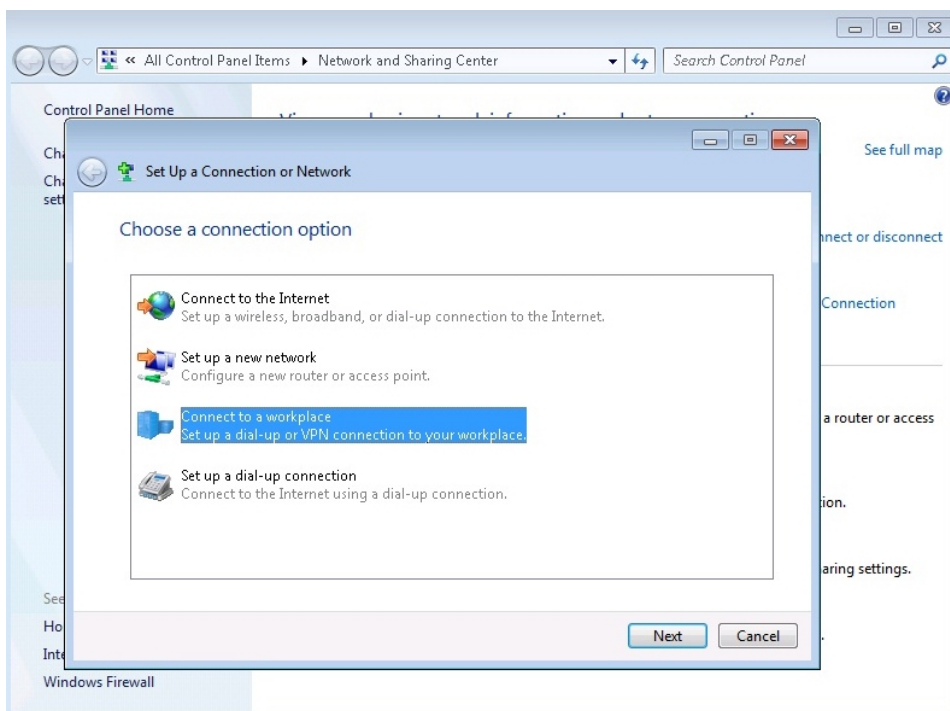 « All Control Panel Items ▸ Network and Sharing Center
Search Control Panel
Control Panel Home
See full map
Set Up a Connection or Network
Choose a connection option
Connect to the Internet
Set up a wireless, broadband, or dial-up connection to the Internet.
Set up a new network
Configure a new router or access point.
Connect to a workplace
Set up a dial-up or VPN connection to your workplace.
Set up a dial-up connection
Connect to the Internet using a dial-up connection.
Next
Cancel
or disconnect
Connection
a router or access
sharing settings.
See
Windows Firewall